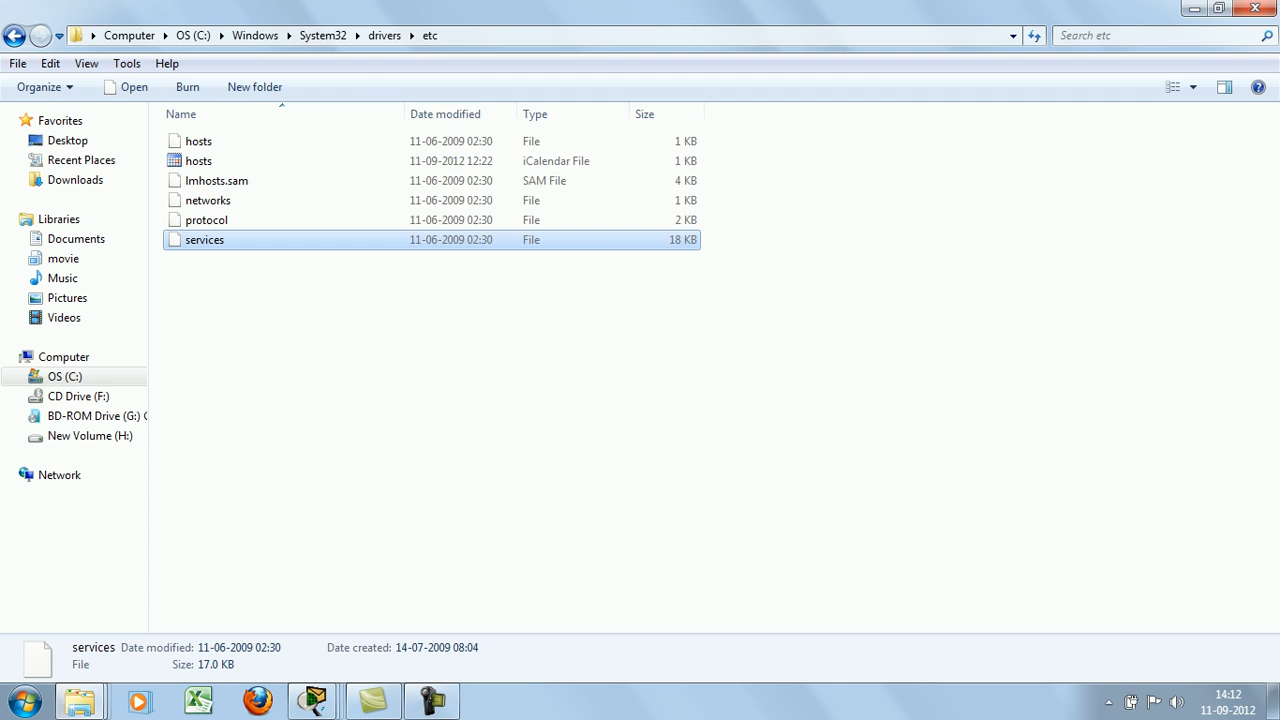 Computer OS (C:) Windows System32 drivers etc Search etc
File Edit View Tools Help
Organize Open Burn New folder
Name Date modified Type Size
hosts 11-06-2009 02:30 File 1 KB
hosts 11-09-2012 12:22 iCalendar File 1 KB
lmhosts.sam 11-06-2009 02:30 SAM File 4 KB
networks 11-06-2009 02:30 File 1 KB
protocol 11-06-2009 02:30 File 2 KB
services 11-06-2009 02:30 File 18 KB
Favorites
Desktop
Recent Places
Downloads
Libraries
Documents
movie
Music
Pictures
Videos
Computer
OS (C:)
CD Drive (F:)
BD-ROM Drive (G:) C
New Volume (H:)
Network
services Date modified: 11-06-2009 02:30 Date created: 14-07-2009 08:04
File Size: 17.0 KB
14:12
11-09-2012